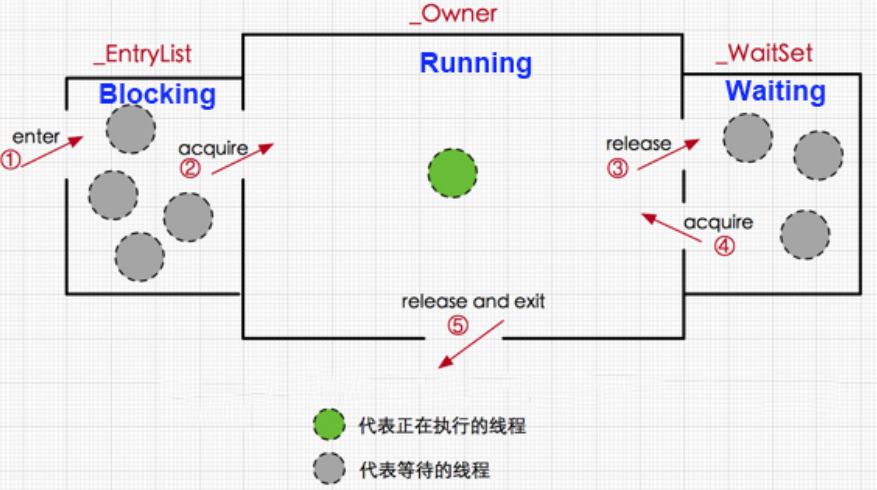 _Owner
_EntryList
Running
_WaitSet
Blocking
Waiting
enter
①
acquire
②
release
③
acquire
④
release and exit
⑤
代表正在执行的线程
代表等待的线程